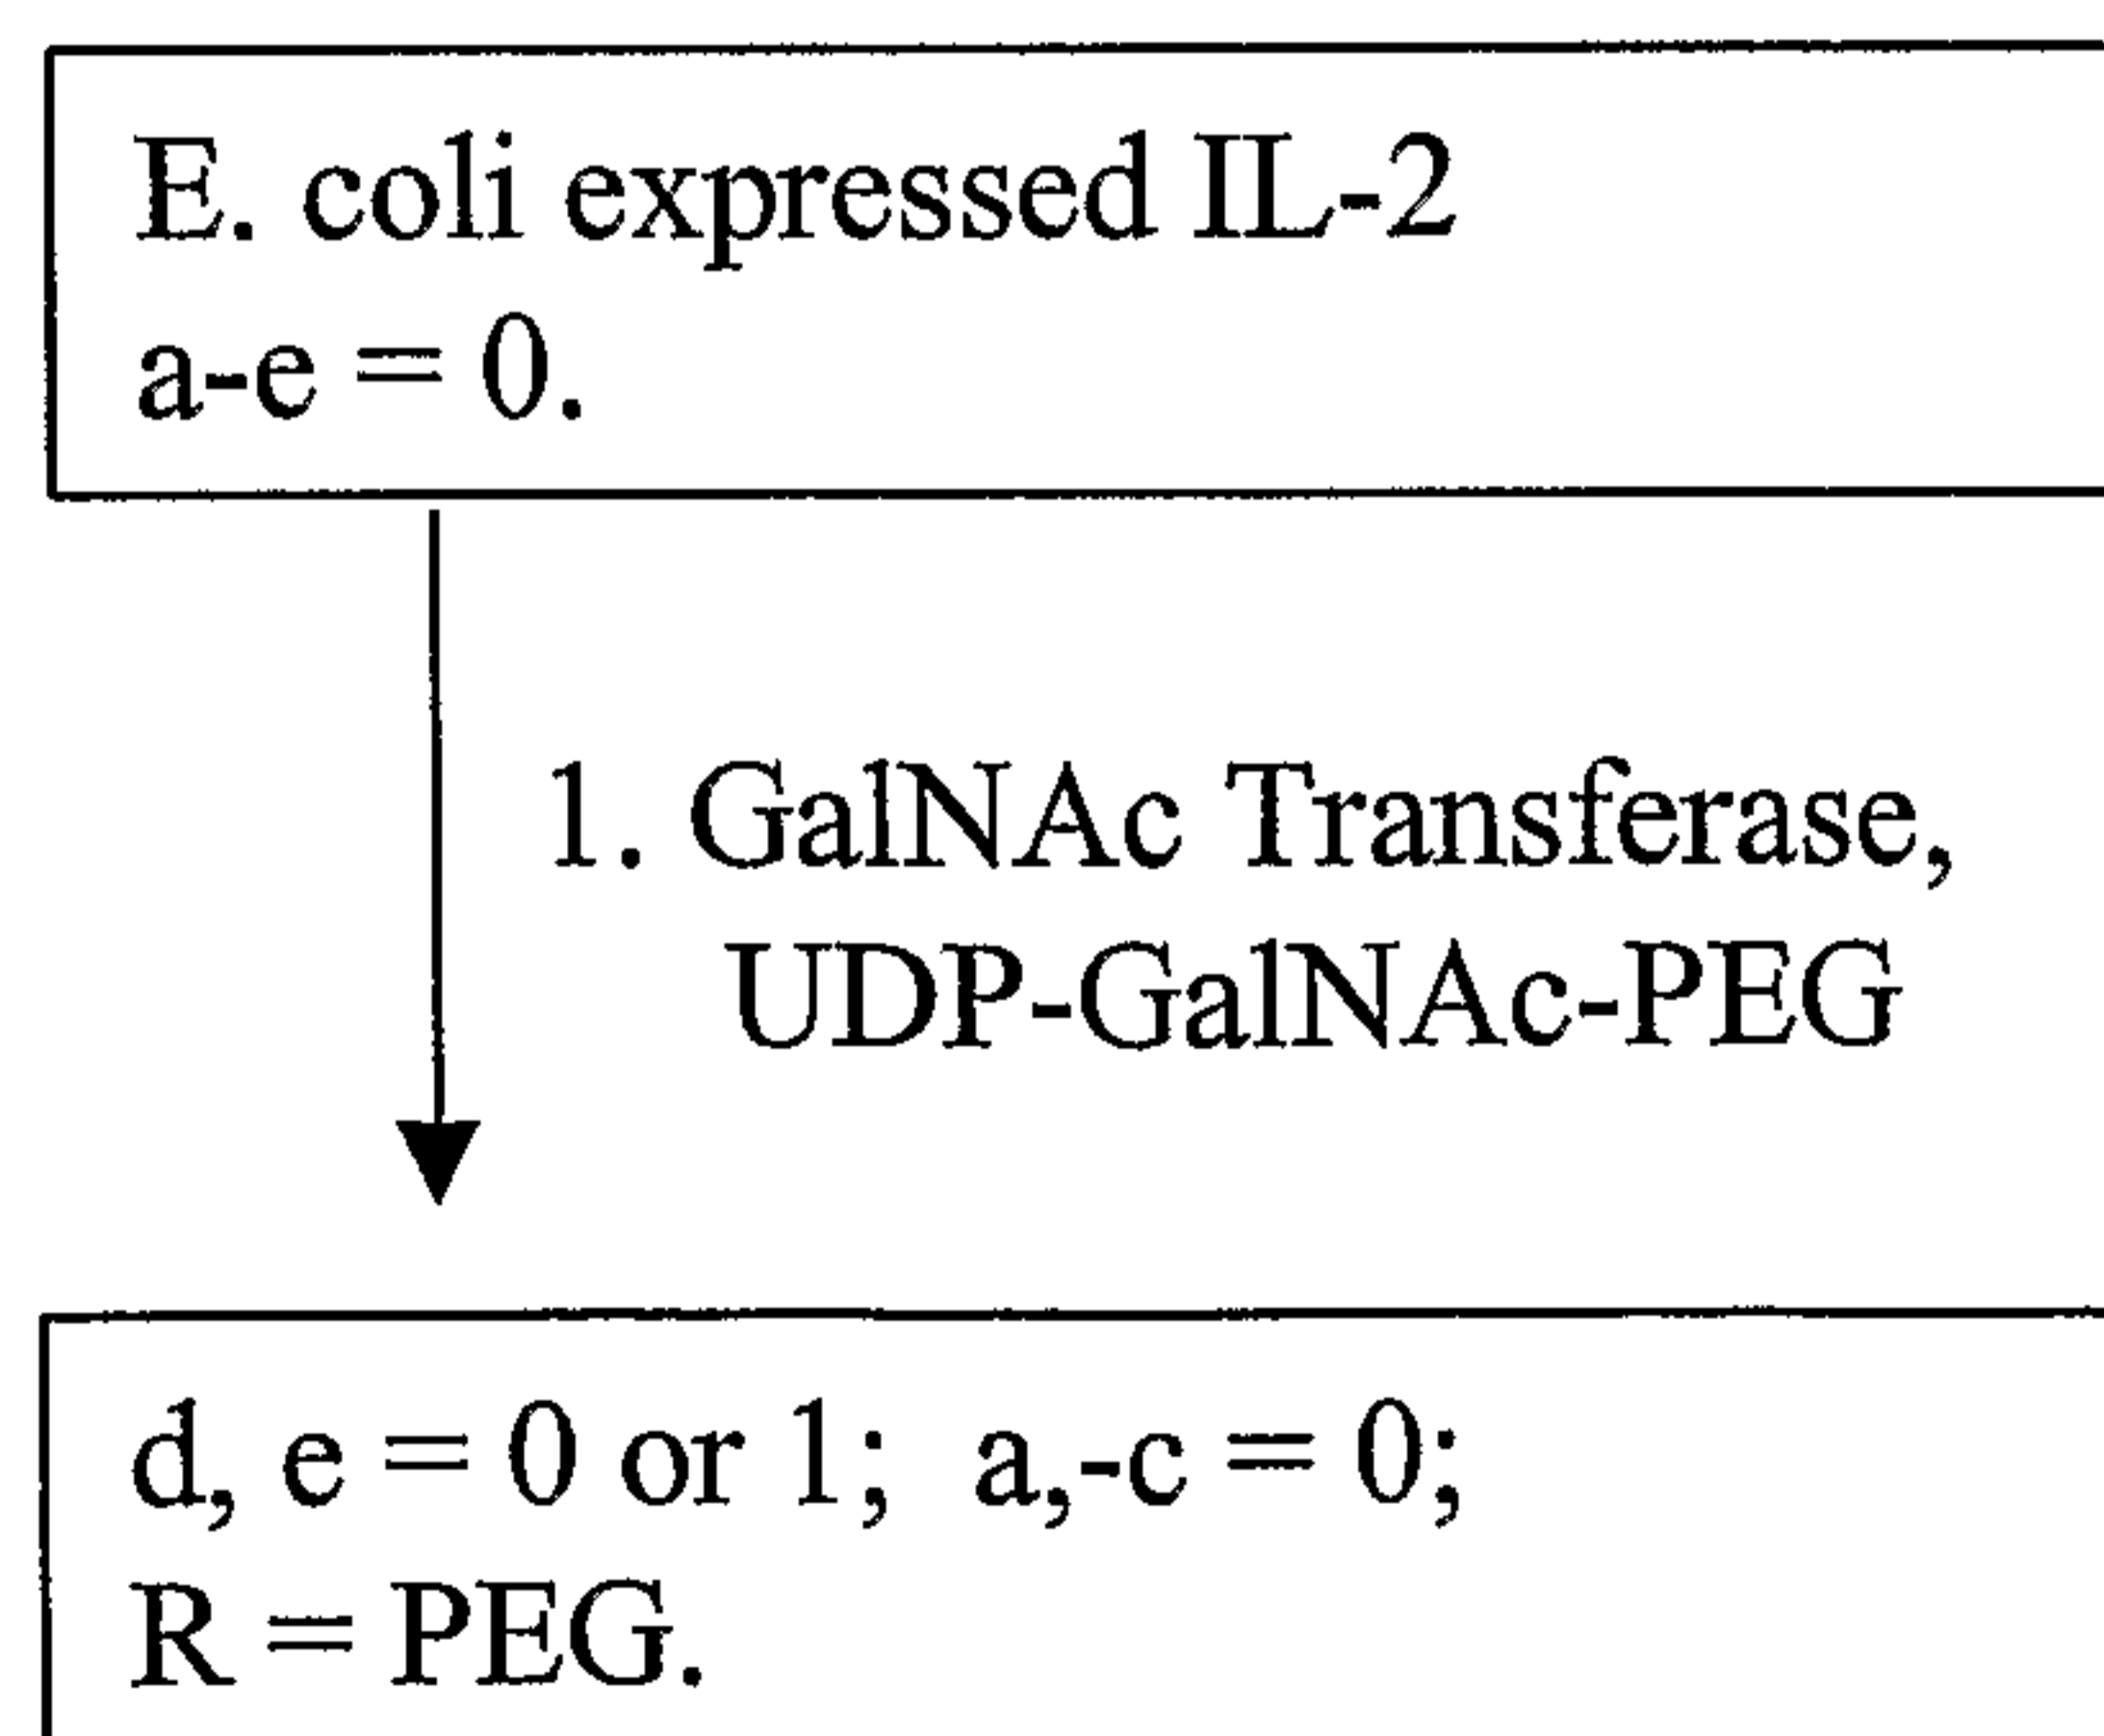 E. coli expressed IL-2
a-e = 0.
1. GalNAc Transferase,
UDP-GalNAc-PEG
d, e = 0 or 1; a,-c = 0;
R = PEG.